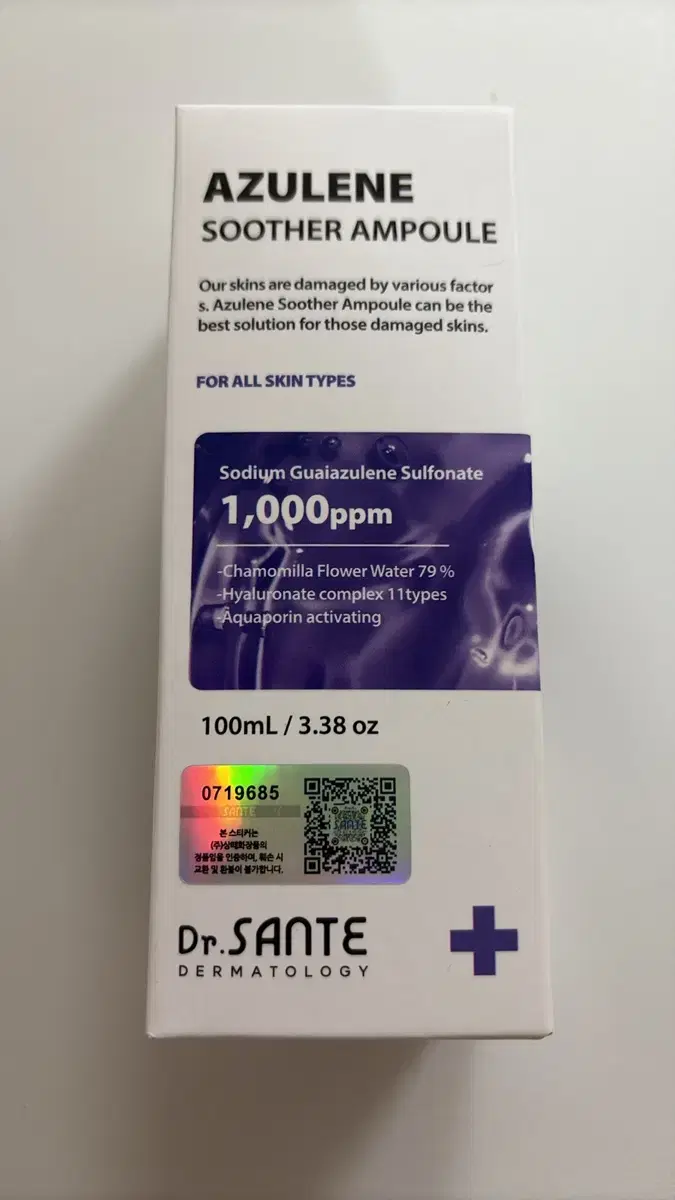 AZULENE
SOOTHER AMPOULE
Our skins are damaged by various factor
s. Azulene Soother Ampoule can be the
best solution for those damaged skins.
FOR ALL SKIN TYPES
Sodium Guaiazulene Sulfonate
1,000ppm
-Chamomilla Flower Water 79 %
-Hyaluronate complex 11types
-Aquaporin activating
100mL / 3.38 oz
0719685
SANTE
본 스티커는
(주)상떼화장품의
정품임을 인증하며, 훼손 시
교환 및 환불이 불가합니다.
SANTE
Dr.SANTE
DERMATOLOGY